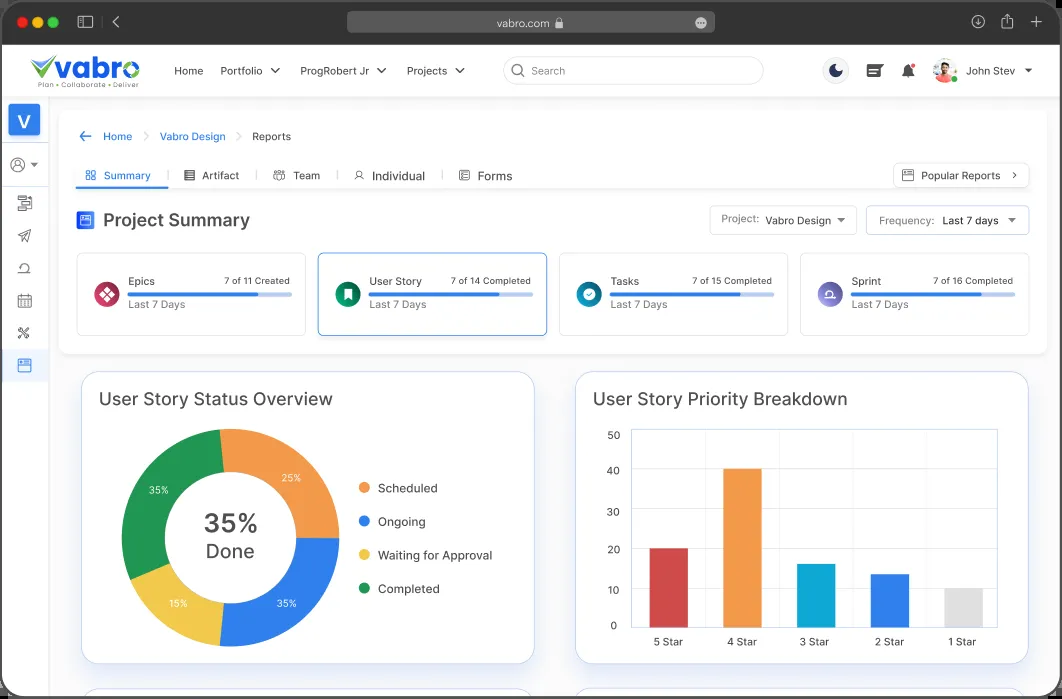 vabro.com
vabro
Plan • Collaborate • Deliver
Home
Portfolio
ProgRobert Jr
Projects
Search
John Stev
V
Home
Vabro Design
Reports
Summary
Artifact
Team
Individual
Forms
Popular Reports
Project Summary
Project: Vabro Design
Frequency: Last 7 days
Epics 7 of 11 Created
Last 7 Days
User Story 7 of 14 Completed
Last 7 Days
Tasks 7 of 15 Completed
Last 7 Days
Sprint 7 of 16 Completed
Last 7 Days
User Story Status Overview
25%
35%
35%
Done
15%
35%
Scheduled
Ongoing
Waiting for Approval
Completed
User Story Priority Breakdown
50
40
30
20
10
0
5 Star
4 Star
3 Star
2 Star
1 Star